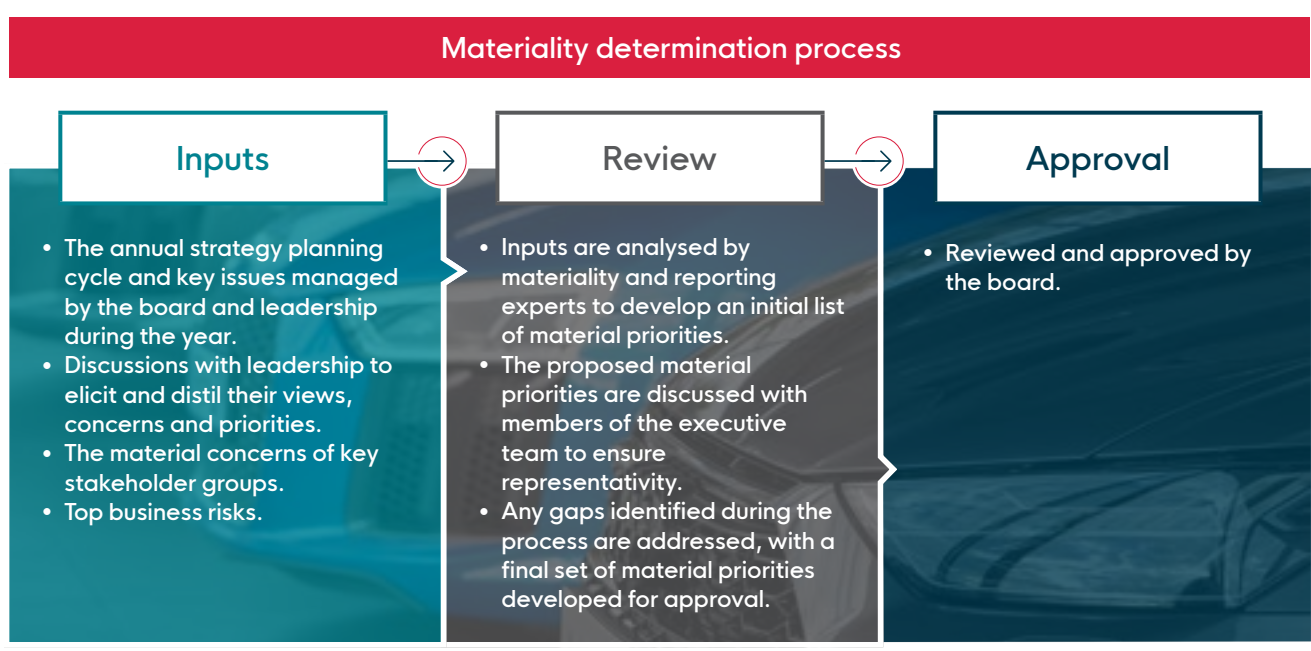 Materiality determination process
Inputs
• The annual strategy planning
cycle and key issues managed
by the board and leadership
during the year.
• Discussions with leadership to
elicit and distil their views,
concerns and priorities.
• The material concerns of key
stakeholder groups.
• Top business risks.
Review
• Inputs are analysed by
materiality and reporting
experts to develop an initial list
of material priorities.
• The proposed material
priorities are discussed with
members of the executive
team to ensure
representativity.
• Any gaps identified during the
process are addressed, with a
final set of material priorities
developed for approval.
Approval
• Reviewed and approved by
the board.